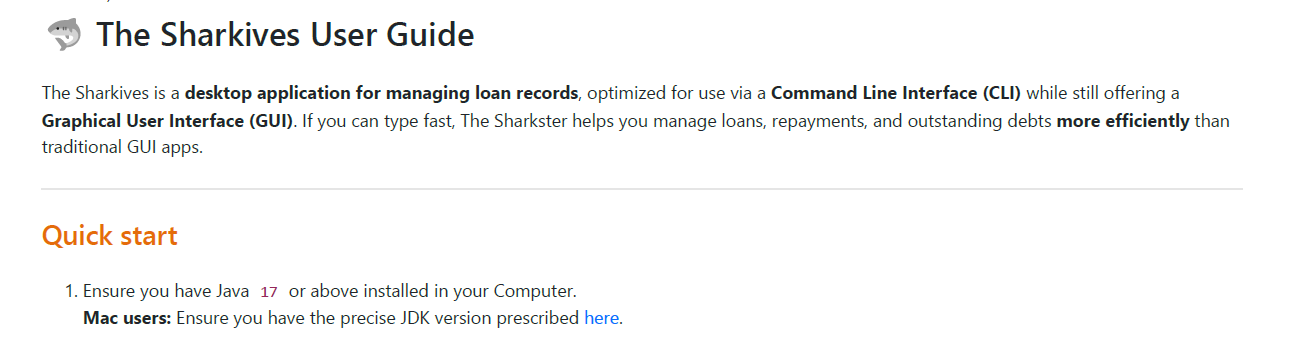 The Sharkives User Guide
The Sharkives is a desktop application for managing loan records, optimized for use via a Command Line Interface (CLI) while still offering a
Graphical User Interface (GUI). If you can type fast, The Sharkster helps you manage loans, repayments, and outstanding debts more efficiently than
traditional GUI apps.
Quick start
1. Ensure you have Java 17 or above installed in your Computer.
Mac users: Ensure you have the precise JDK version prescribed here.